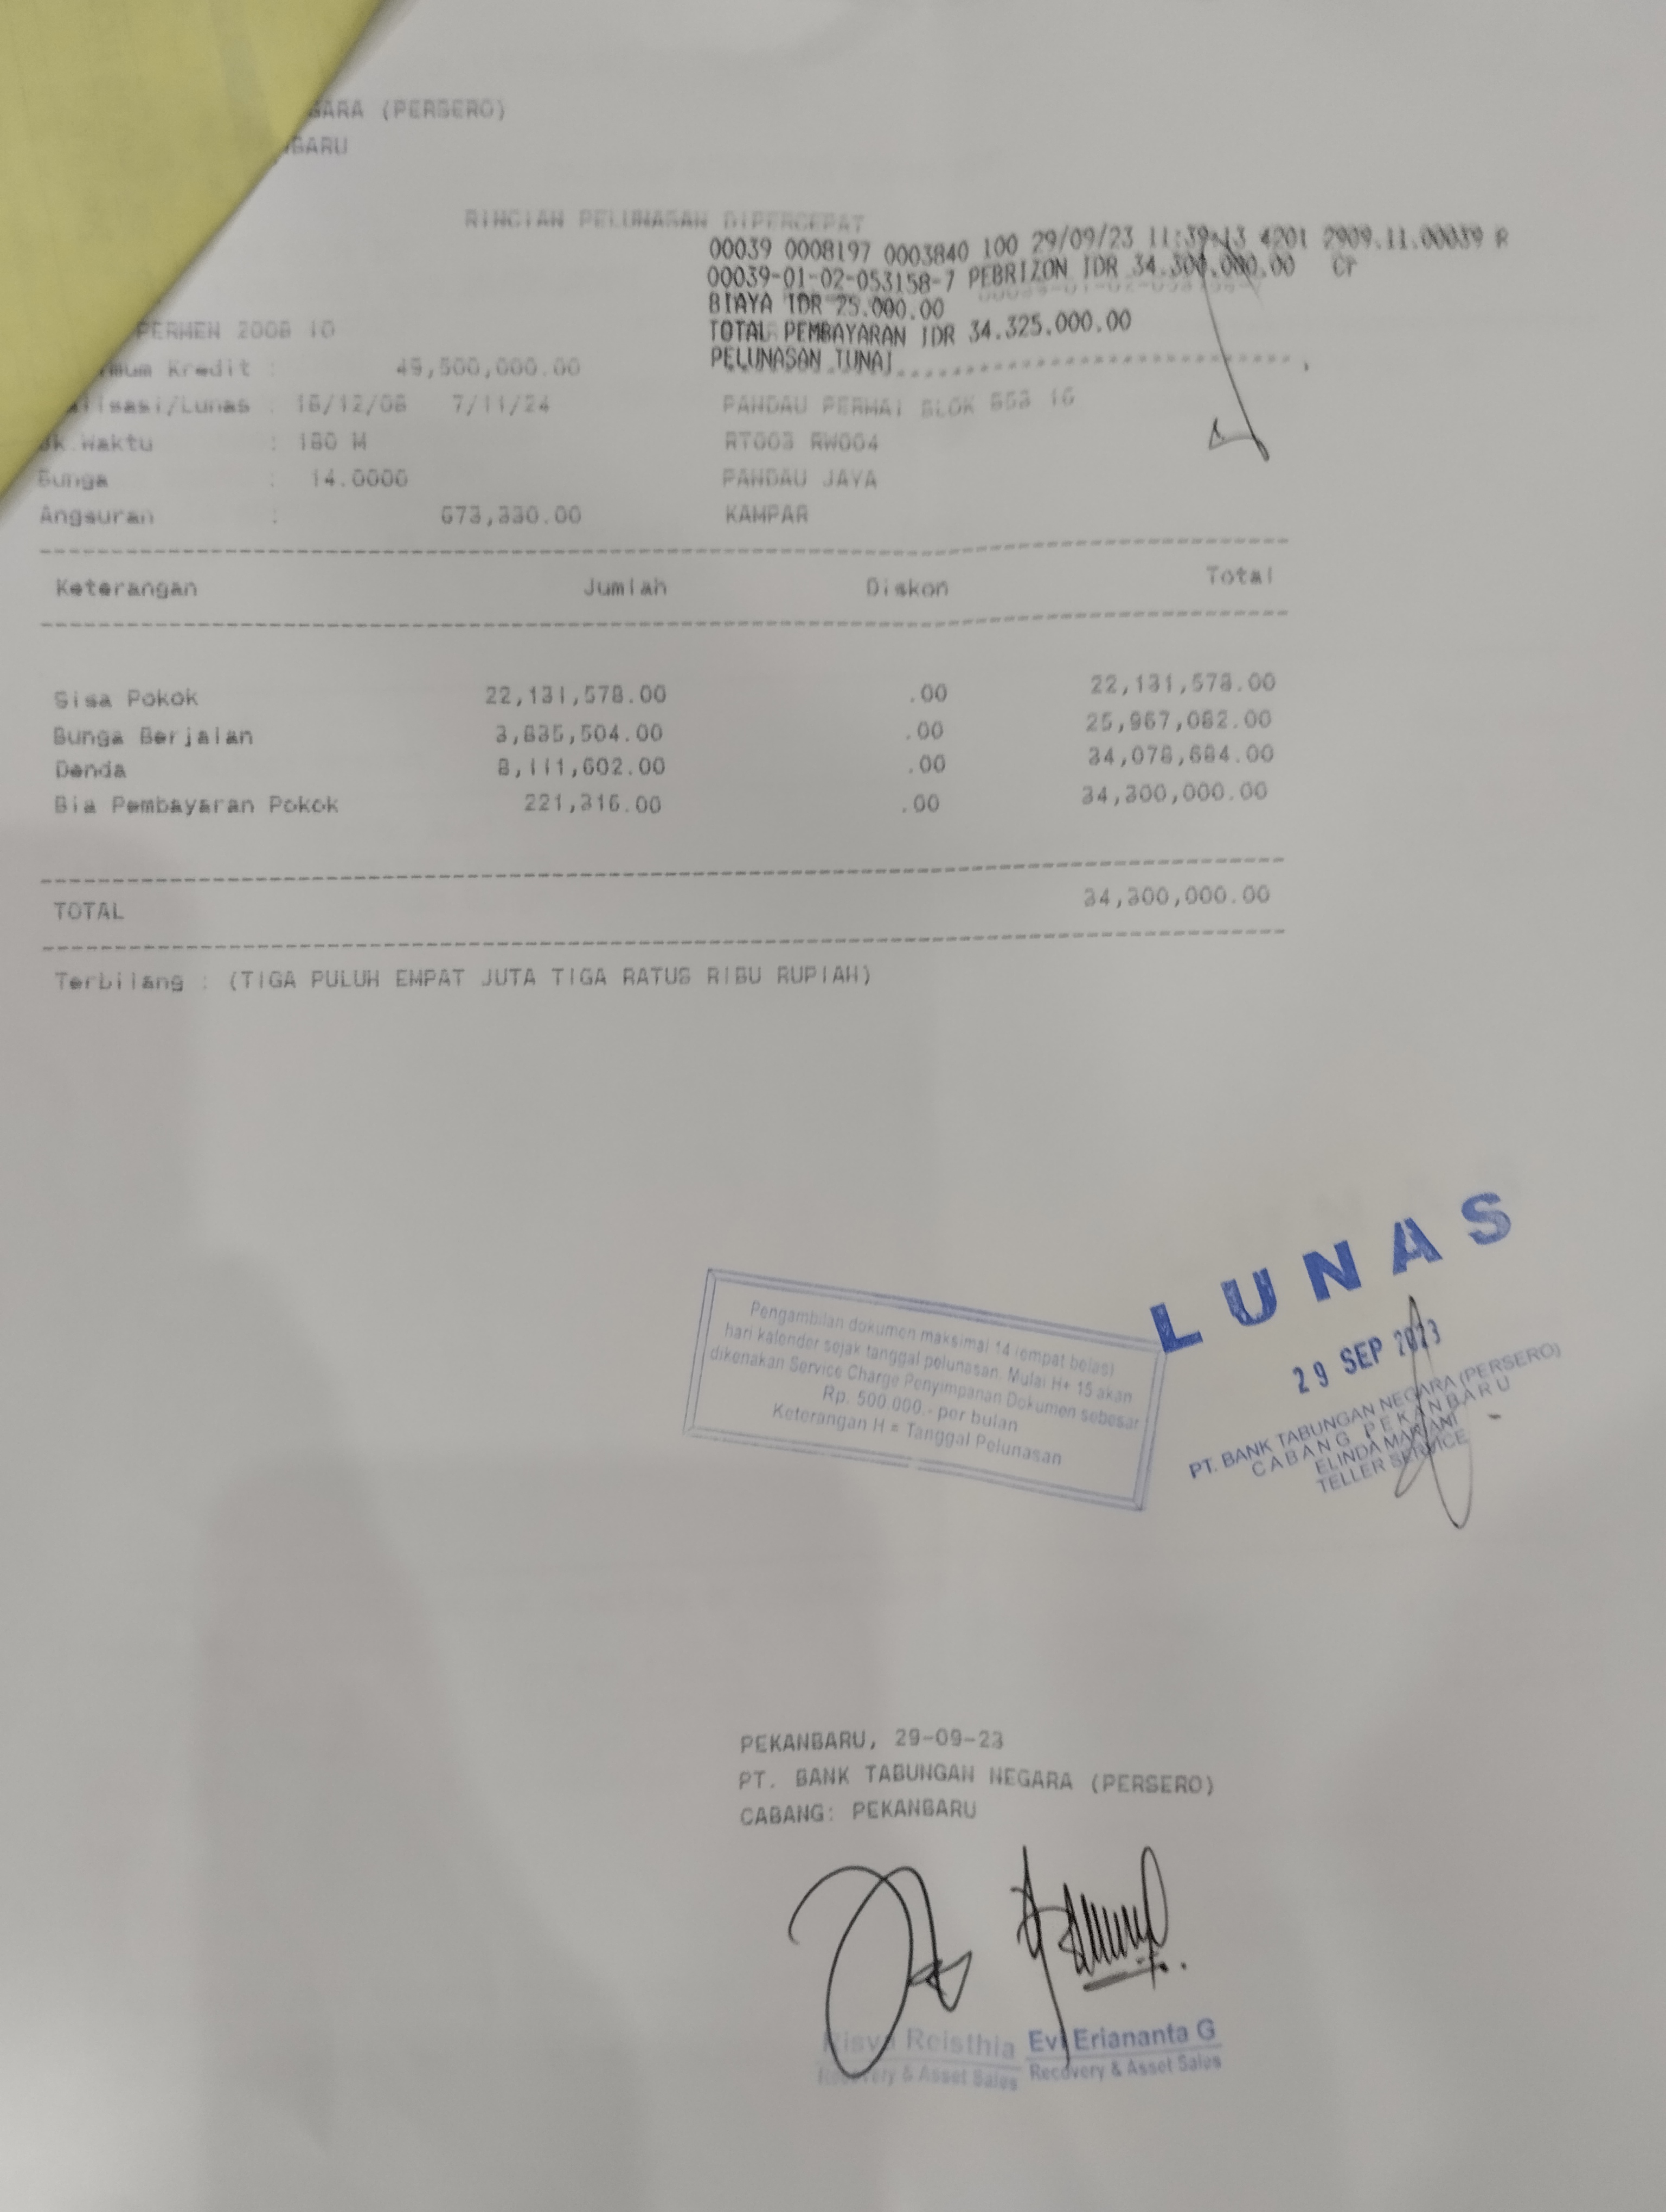 GARA (PERSERO)
BARU
RINCIAN PELUNASAN DIPERCEPAT
00039 0008197 0003840 100 29/09/23 11:39:13 4201 2909.11.00039 R
00039-01-02-053158-7 PEBRIZON IDR 34.300.000.00 Cr
BIAYA IDR 25.000.00
TOTAL PEMBAYARAN IDR 34.325.000.00
PELUNASAN TUNAI
PERMEN 2008 10
mum Kredit : 49,500,000.00
alisasi/Lunas : 18/12/08 7/11/24 PANDAU PERMAI BLOK 16
Jk.Waktu : 180 M RT003 RW004
Bunga : 14.0000 PANDAU JAYA
Angsuran : 673,330.00 KAMPAR
Keterangan Jumlah Diskon Total
Sisa Pokok 22,131,578.00 .00 22,131,578.00
Bunga Berjalan 3,835,504.00 .00 25,967,082.00
Denda 8,111,602.00 .00 34,078,684.00
Bia Pembayaran Pokok 221,316.00 .00 34,300,000.00
TOTAL 34,300,000.00
Terbilang : (TIGA PULUH EMPAT JUTA TIGA RATUS RIBU RUPIAH)
LUNAS
29 SEP 2023
PT. BANK TABUNGAN NEGARA (PERSERO)
CABANG PEKANBARU
ELINDA MARIANI
TELLER SERVICE
Pengambilan dokumen maksimal 14 (empat belas)
hari kalender sejak tanggal pelunasan. Mulai H+ 15 akan
dikenakan Service Charge Penyimpanan Dokumen sebesar
Rp. 500.000,- per bulan
Keterangan H = Tanggal Pelunasan
PEKANBARU, 29-09-23
PT. BANK TABUNGAN NEGARA (PERSERO)
CABANG: PEKANBARU
Risva Reisthia Evi Eriananta G
Recovery & Asset Sales Recovery & Asset Sales